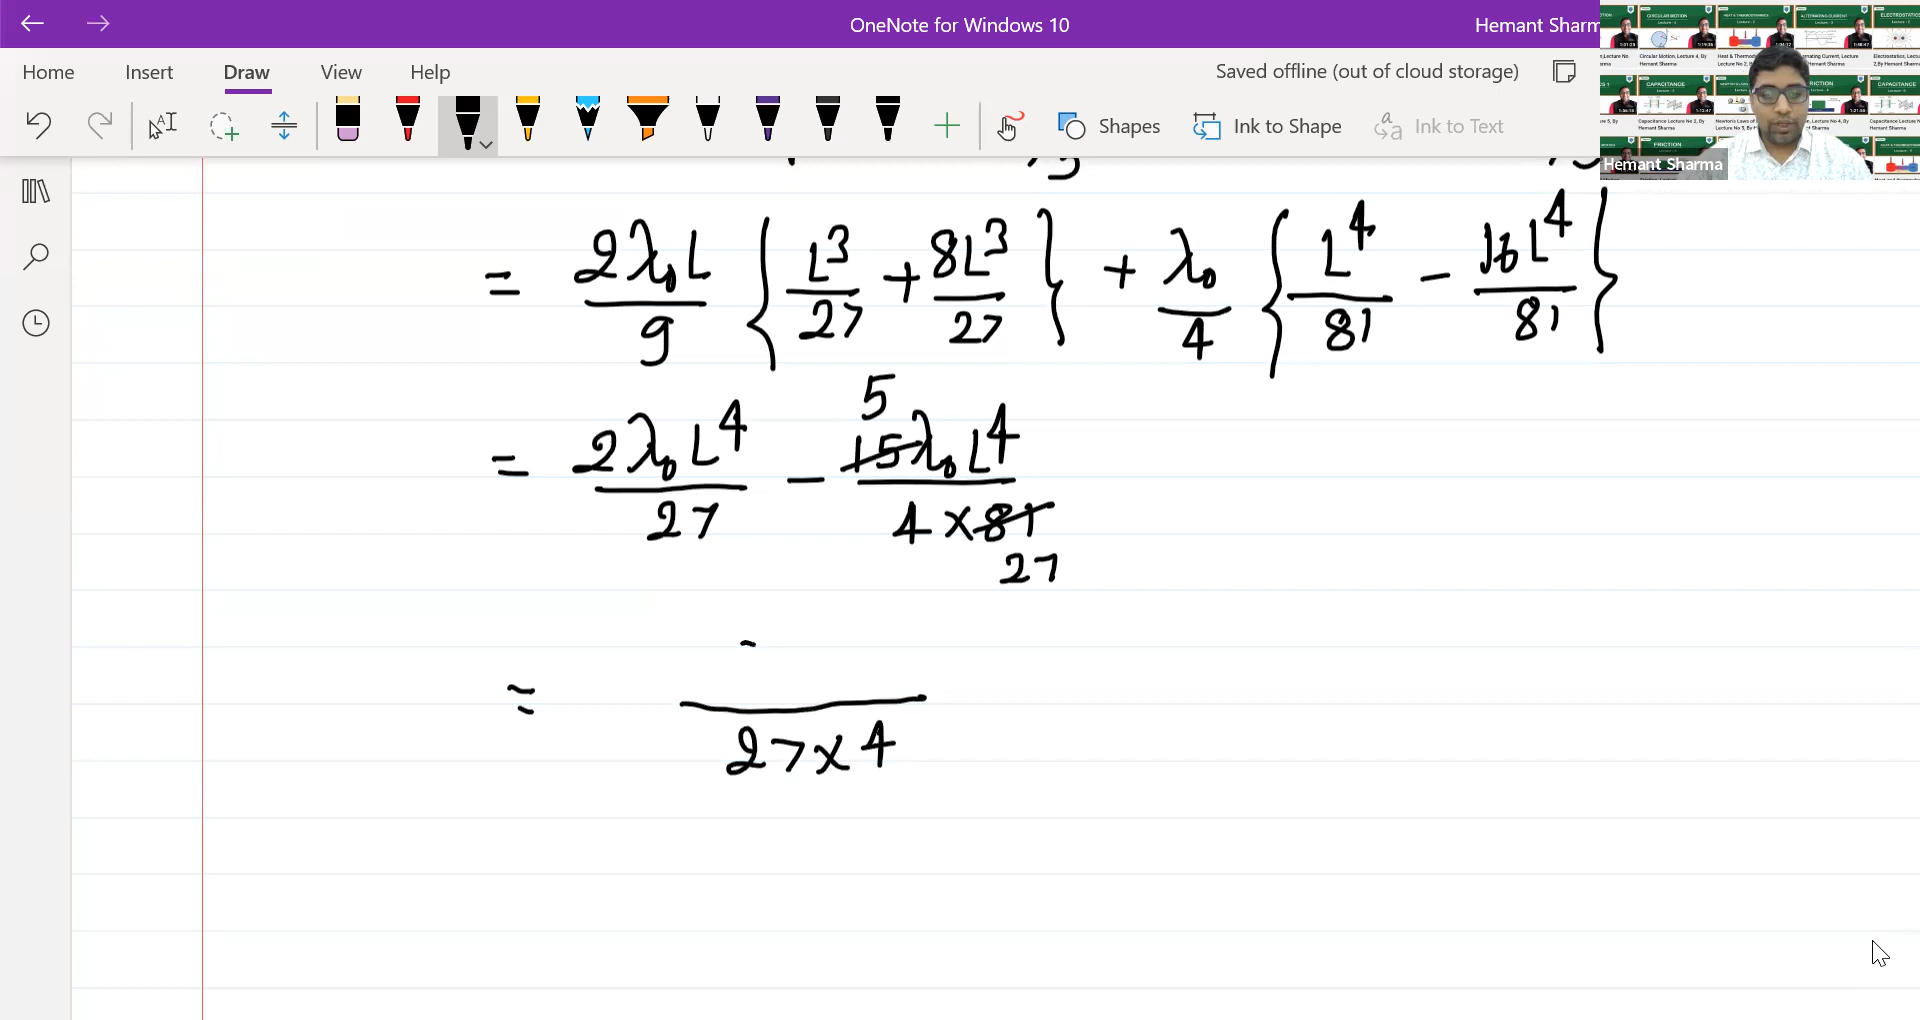 OneNote for Windows 10
Hemant Sharm
Home Insert Draw View Help
Saved offline (out of cloud storage)
Shapes Ink to Shape Ink to Text
Hemant Sharma
= 2λ₀L/9 { L³/27 + 8L³/27 } + λ₀/4 { L⁴/81 - 16L⁴/81 }
5
= 2λ₀L⁴/27 - 15λ₀L⁴/4×81
27
= -/27×4